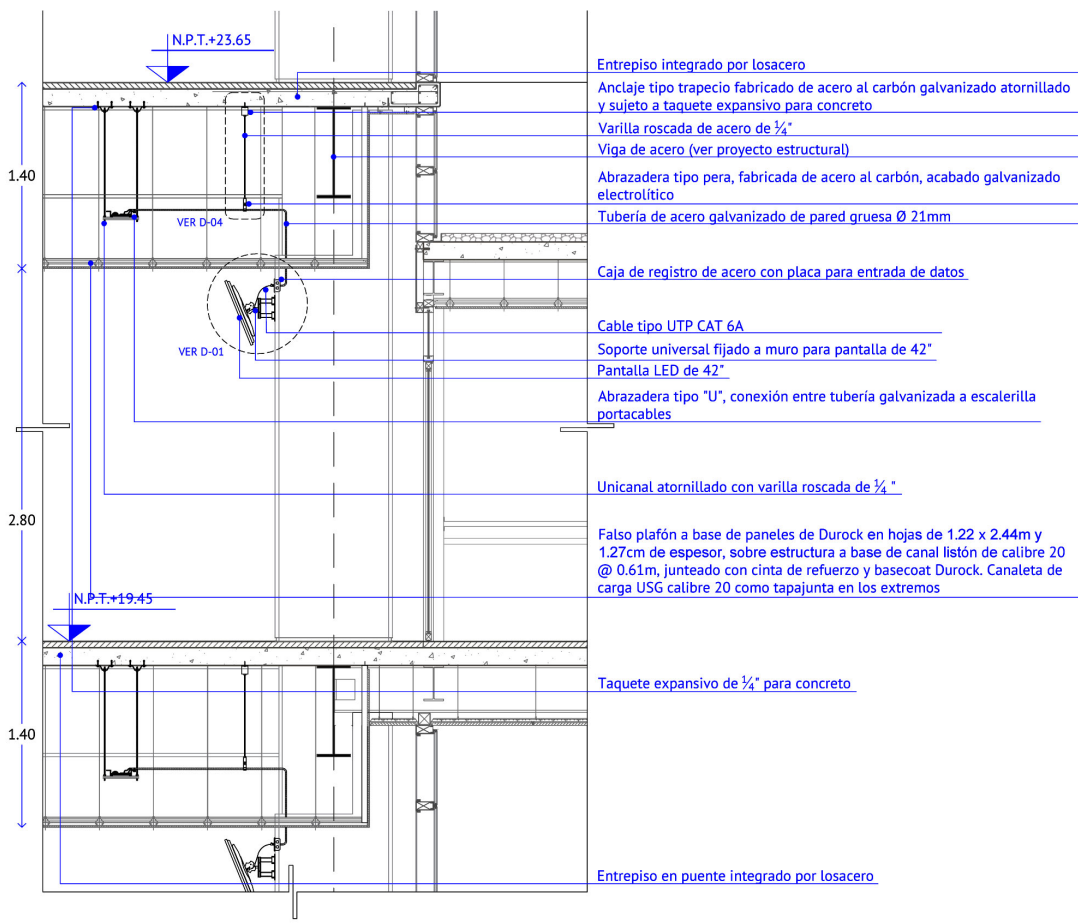 N.P.T.+23.65
Entrepiso integrado por losacero
Anclaje tipo trapecio fabricado de acero al carbón galvanizado atornillado
y sujeto a taquete expansivo para concreto
Varilla roscada de acero de ¼"
Viga de acero (ver proyecto estructural)
1.40
Abrazadera tipo pera, fabricada de acero al carbón, acabado galvanizado
electrolítico
VER D-04
Tubería de acero galvanizado de pared gruesa Ø 21mm
Caja de registro de acero con placa para entrada de datos
Cable tipo UTP CAT 6A
VER D-01
Soporte universal fijado a muro para pantalla de 42"
Pantalla LED de 42"
Abrazadera tipo "U", conexión entre tubería galvanizada a escalerilla
portacables
Unicanal atornillado con varilla roscada de ¼ "
2.80
Falso plafón a base de paneles de Durock en hojas de 1.22 x 2.44m y
1.27cm de espesor, sobre estructura a base de canal listón de calibre 20
@ 0.61m, junteado con cinta de refuerzo y basecoat Durock. Canaleta de
carga USG calibre 20 como tapajunta en los extremos
N.P.T.+19.45
Taquete expansivo de ¼" para concreto
1.40
Entrepiso en puente integrado por losacero